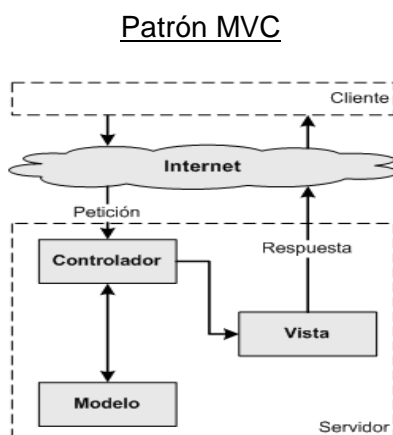 Patrón MVC
Cliente
Internet
Petición
Respuesta
Controlador
Vista
Modelo
Servidor